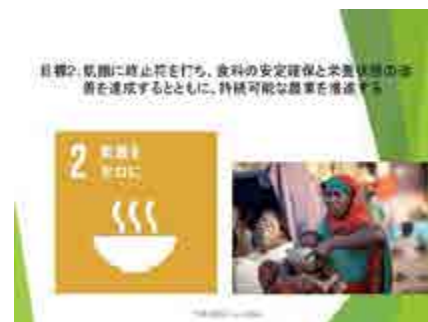 目標2: 飢餓に終止符を打ち、食料の安定確保と栄養状態の改
善を達成するとともに、持続可能な農業を推進する
2 飢餓を
ゼロに